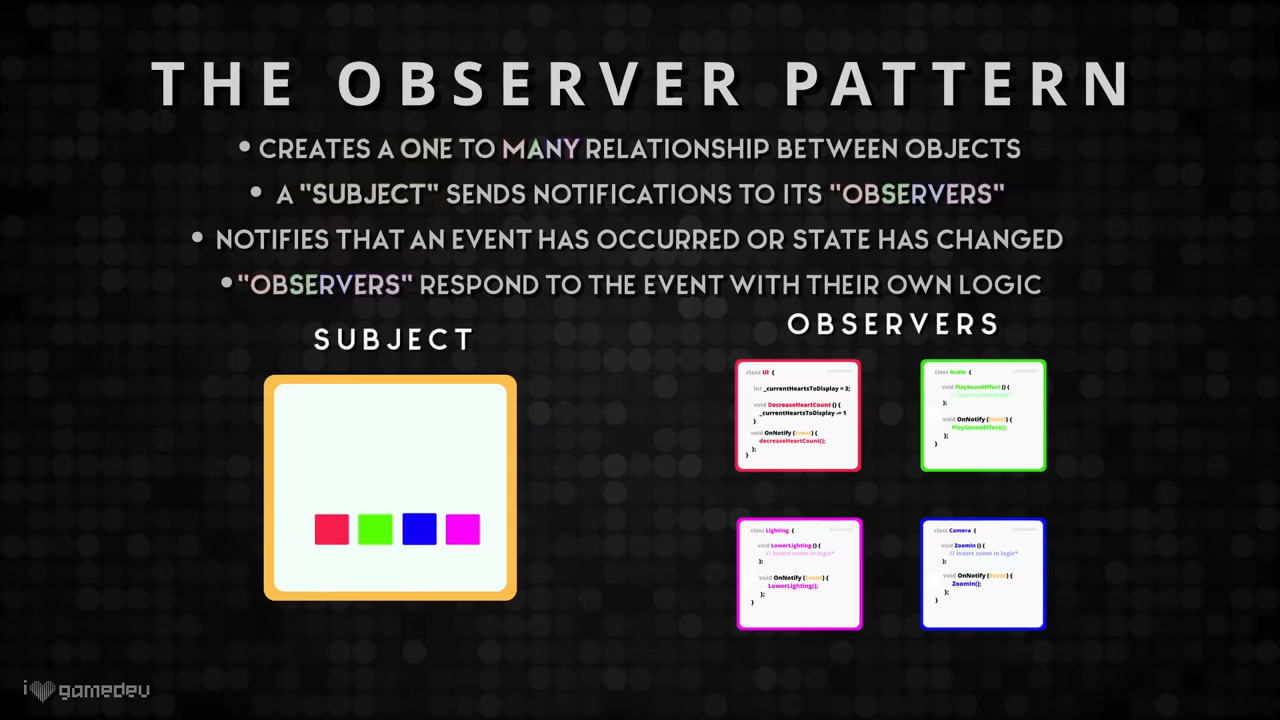 THE OBSERVER PATTERN
• CREATES A ONE TO MANY RELATIONSHIP BETWEEN OBJECTS
• A "SUBJECT" SENDS NOTIFICATIONS TO ITS "OBSERVERS"
• NOTIFIES THAT AN EVENT HAS OCCURRED OR STATE HAS CHANGED
• "OBSERVERS" RESPOND TO THE EVENT WITH THEIR OWN LOGIC
SUBJECT
OBSERVERS
class UI {
int _currentHeartsToDisplay = 3;
void DecreaseHeartCount () {
_currentHeartsToDisplay -= 1
}
void OnNotify (Event) {
decreaseHeartCount();
};
}
class Audio {
void PlaySoundEffect () {
};
void OnNotify (Event) {
PlaySoundEffect();
};
}
class Lighting {
void LowerLighting () {
// insert zoom in logic*
};
void OnNotify (Event) {
LowerLighting();
};
}
class Camera {
void ZoomIn () {
// insert zoom in logic*
};
void OnNotify (Event) {
ZoomIn();
};
}
i gamedev